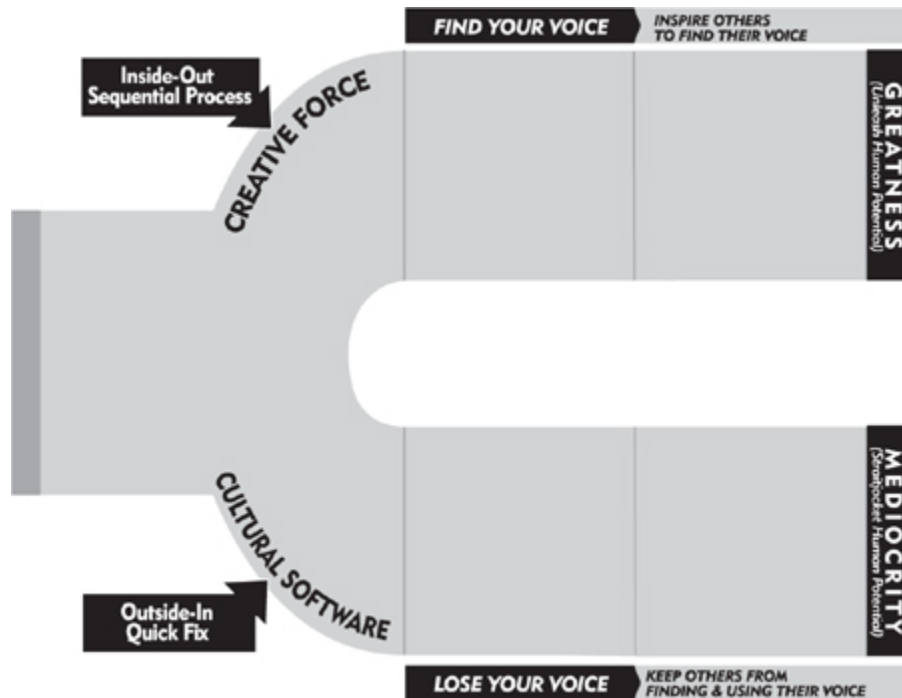 FIND YOUR VOICE
INSPIRE OTHERS
TO FIND THEIR VOICE
Inside-Out
Sequential Process
CREATIVE FORCE
GREATNESS
(Unleash Human Potential)
CULTURAL SOFTWARE
Outside-In
Quick Fix
MEDIOCRITY
(Straitjacket Human Potential)
LOSE YOUR VOICE
KEEP OTHERS FROM
FINDING & USING THEIR VOICE